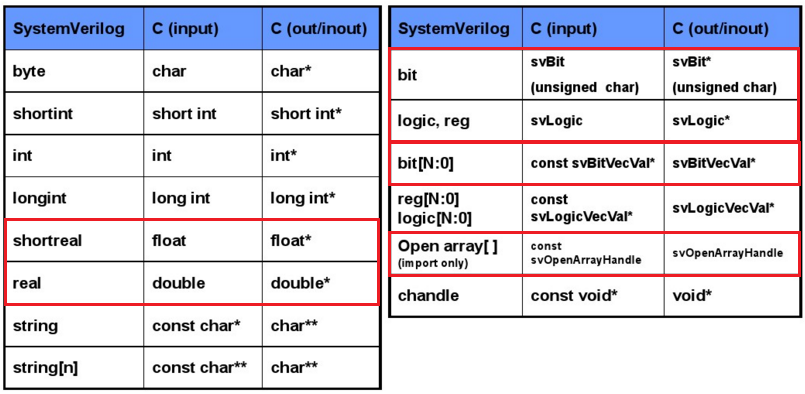 SystemVerilog C (input) C (out/inout)
byte char char*
shortint short int short int*
int int int*
longint long int long int*
shortreal float float*
real double double*
string const char* char**
string[n] const char** char**
SystemVerilog C (input) C (out/inout)
bit svBit (unsigned char) svBit* (unsigned char)
logic, reg svLogic svLogic*
bit[N:0] const svBitVecVal* svBitVecVal*
reg[N:0] logic[N:0] const svLogicVecVal* svLogicVecVal*
Open array[ ] (import only) const svOpenArrayHandle svOpenArrayHandle
chandle const void* void*